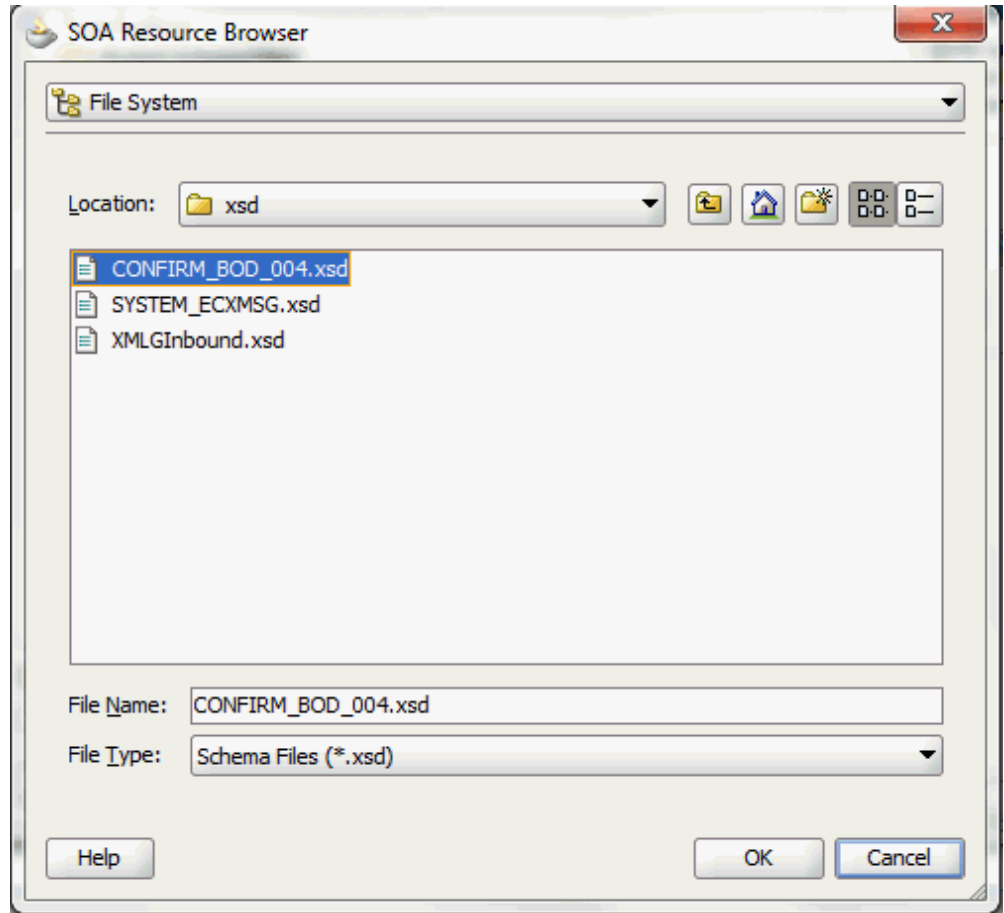 SOA Resource Browser
File System
Location: xsd
CONFIRM_BOD_004.xsd
SYSTEM_ECXMSG.xsd
XMLGInbound.xsd
File Name: CONFIRM_BOD_004.xsd
File Type: Schema Files (*.xsd)
Help OK Cancel